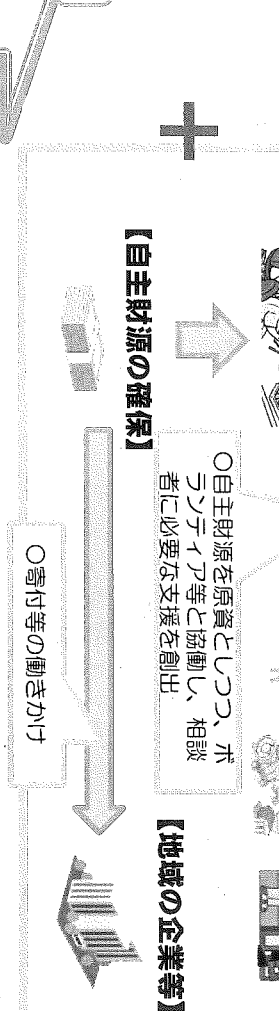 ○自主財源を原資としつつ、ボ
ランティア等と協働し、相談
者に必要な支援を創出
【自主財源の確保】
【地域の企業等】
○寄付等の働きかけ